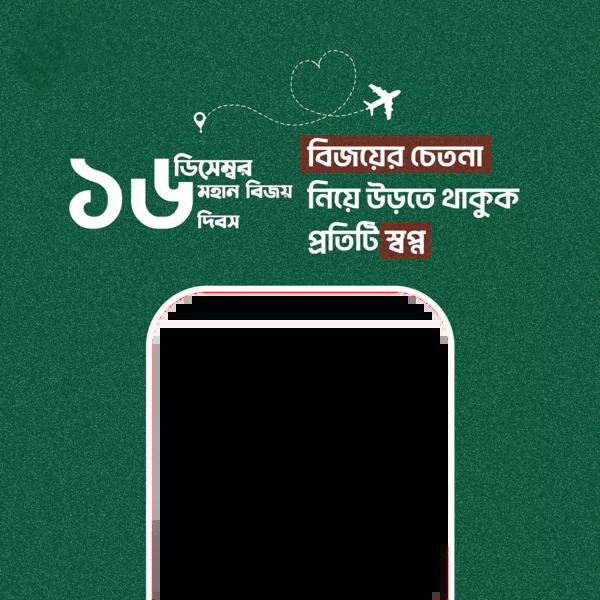 ১৬
ডিসেম্বর
মহান বিজয়
দিবস
বিজয়ের চেতনা
নিয়ে উড়তে থাকুক
প্রতিটি স্বপ্ন